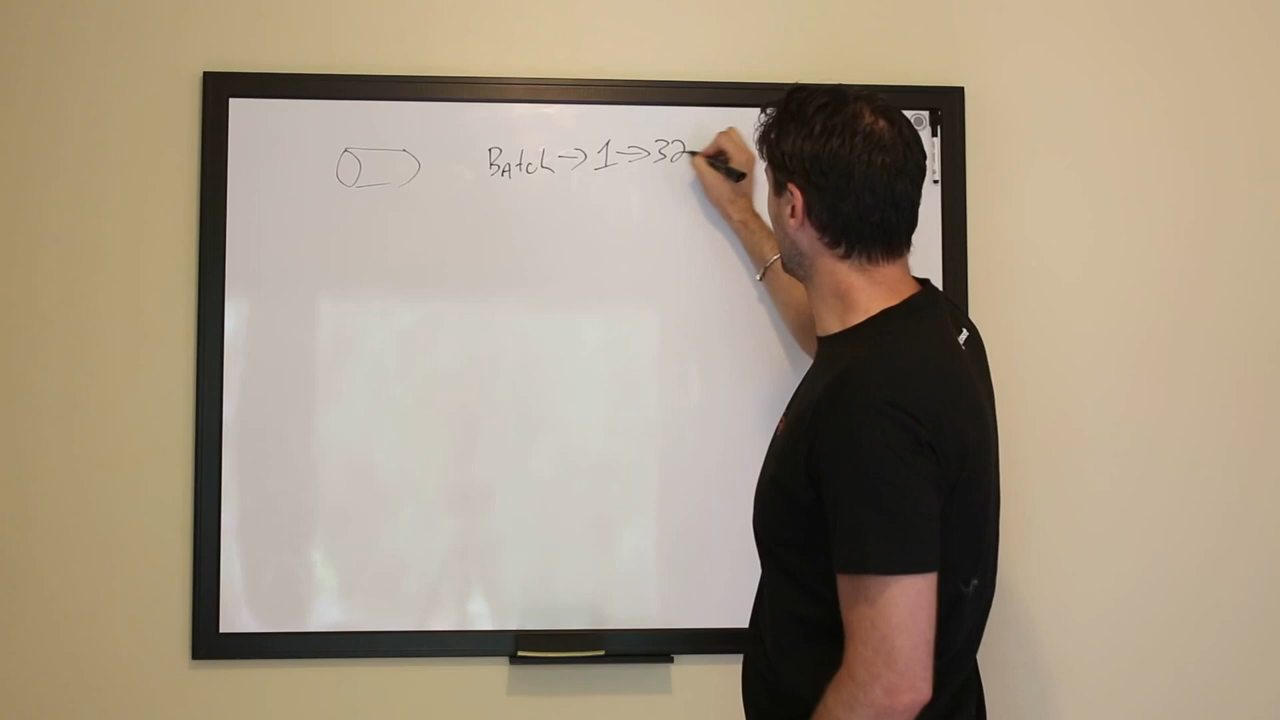 BAtch → 1 → 32